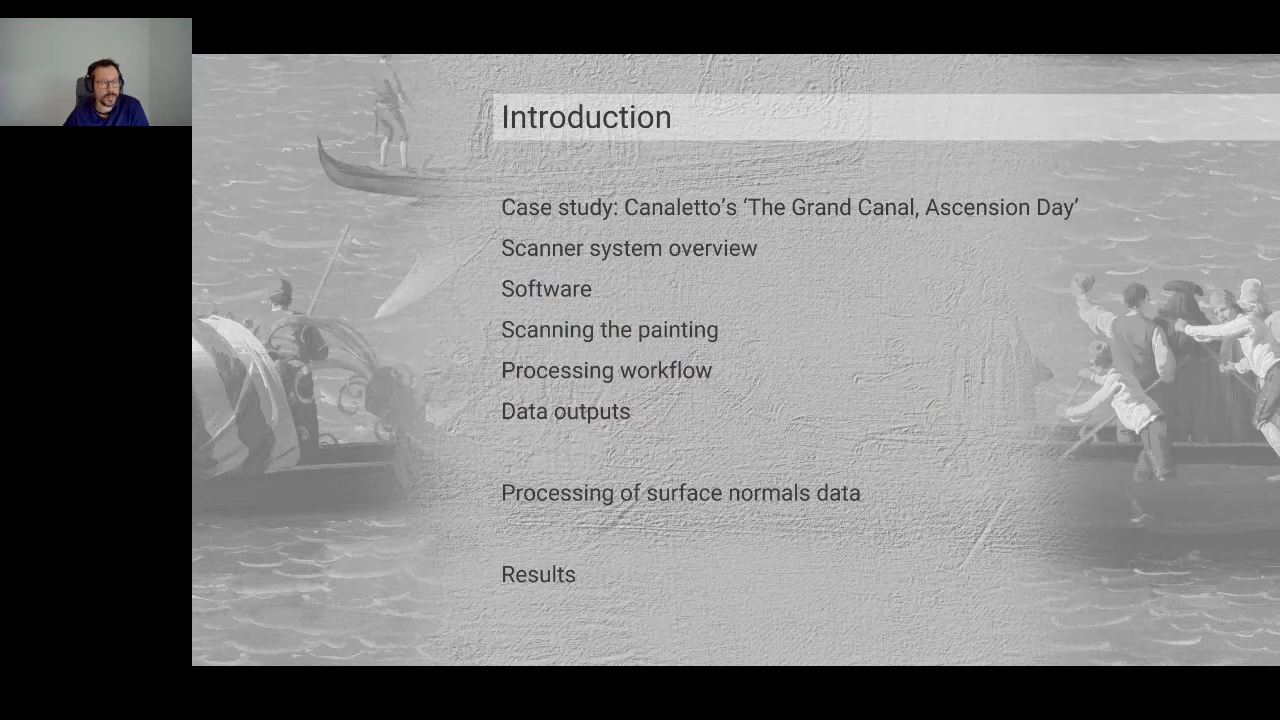 Introduction
Case study: Canaletto’s ‘The Grand Canal, Ascension Day’
Scanner system overview
Software
Scanning the painting
Processing workflow
Data outputs
Processing of surface normals data
Results